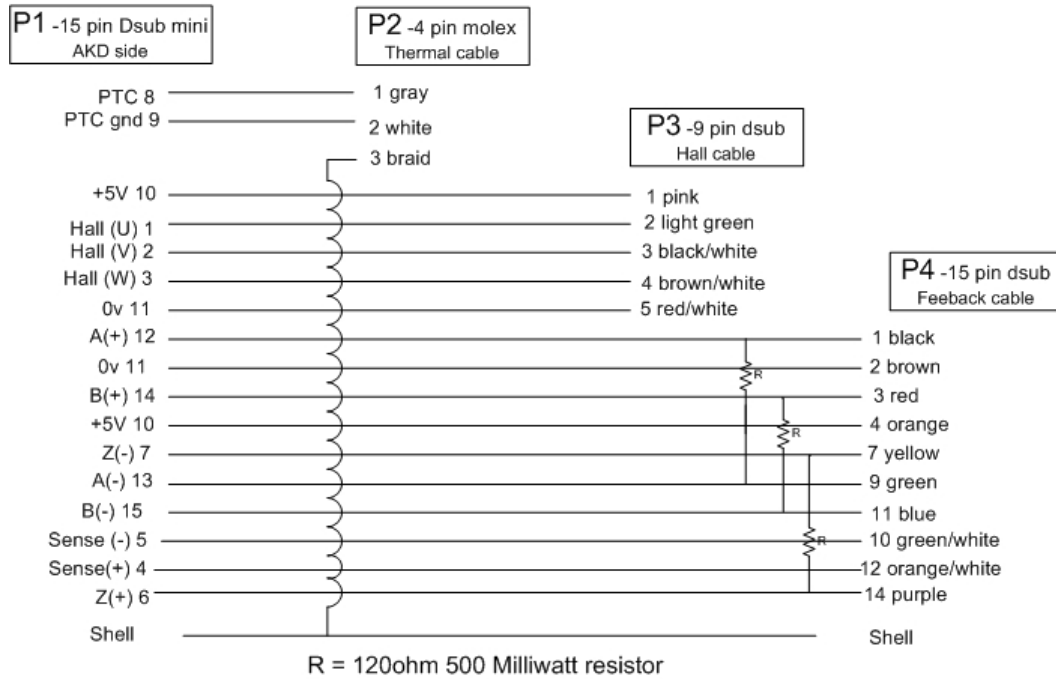 P1 -15 pin Dsub mini
AKD side
P2 -4 pin molex
Thermal cable
PTC 8
1 gray
PTC gnd 9
2 white
3 braid
P3 -9 pin dsub
Hall cable
+5V 10
1 pink
Hall (U) 1
2 light green
Hall (V) 2
3 black/white
Hall (W) 3
4 brown/white
0v 11
5 red/white
P4 -15 pin dsub
Feeback cable
A(+) 12
1 black
0v 11
2 brown
R
B(+) 14
3 red
+5V 10
4 orange
R
Z(-) 7
7 yellow
A(-) 13
9 green
B(-) 15
11 blue
Sense (-) 5
R
10 green/white
Sense(+) 4
12 orange/white
Z(+) 6
14 purple
Shell
Shell
R = 120ohm 500 Milliwatt resistor